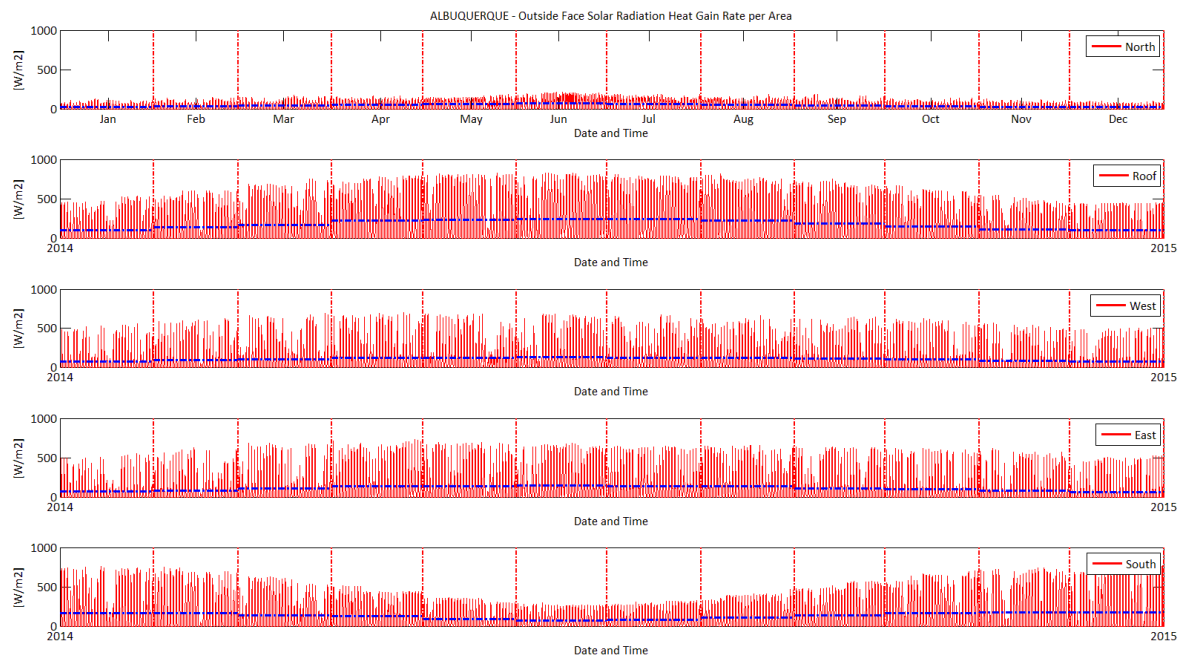 ALBUQUERQUE - Outside Face Solar Radiation Heat Gain Rate per Area
1000
500
0
[W/m2]
North
Jan Feb Mar Apr May Jun Jul Aug Sep Oct Nov Dec
Date and Time
1000
500
0
[W/m2]
Roof
2014 2015
Date and Time
1000
500
0
[W/m2]
West
2014 2015
Date and Time
1000
500
0
[W/m2]
East
2014 2015
Date and Time
1000
500
0
[W/m2]
South
2014 2015
Date and Time